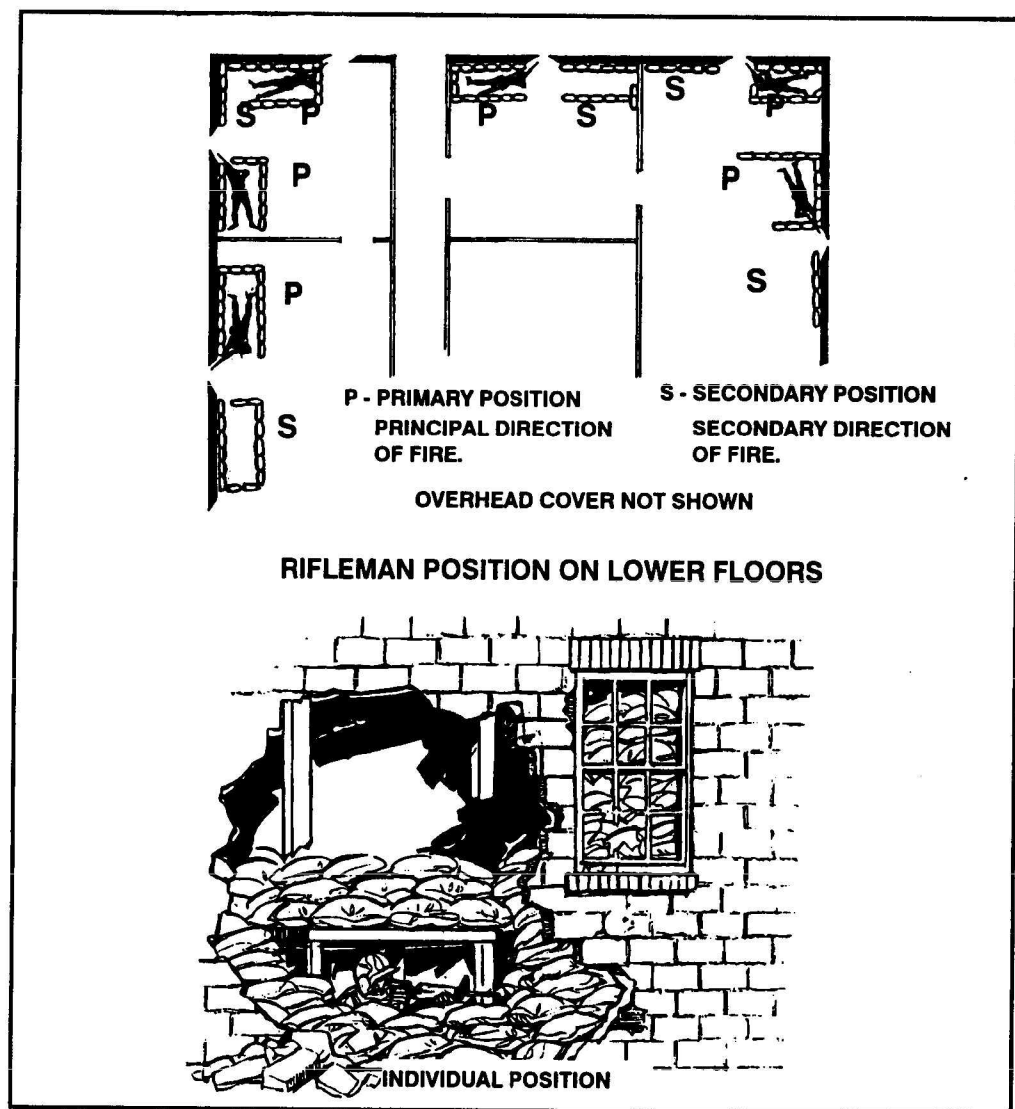 S P
P S
S
P
P
P
P
S
S
P - PRIMARY POSITION
PRINCIPAL DIRECTION
OF FIRE.
S - SECONDARY POSITION
SECONDARY DIRECTION
OF FIRE.
OVERHEAD COVER NOT SHOWN
RIFLEMAN POSITION ON LOWER FLOORS
INDIVIDUAL POSITION